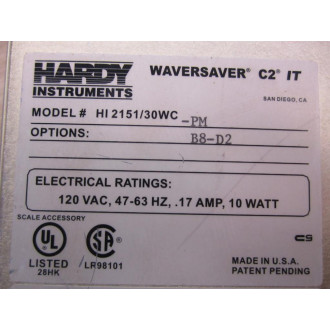 HARDY
INSTRUMENTS
WAVERSAVER® C2® IT
SAN DIEGO, CA
MODEL # HI 2151/30WC -PM
OPTIONS: B8-D2
ELECTRICAL RATINGS:
120 VAC, 47-63 HZ, .17 AMP, 10 WATT
SCALE ACCESSORY
UL
LISTED
28HK
SA
LR98101
MADE IN U.S.A.
PATENT PENDING